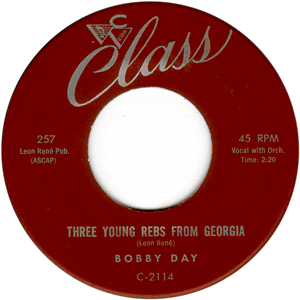 Class
257
Leon René Pub.
(ASCAP)
45 RPM
Vocal with Orch.
Time: 2:20
THREE YOUNG REBS FROM GEORGIA
(Leon René)
BOBBY DAY
C-2114